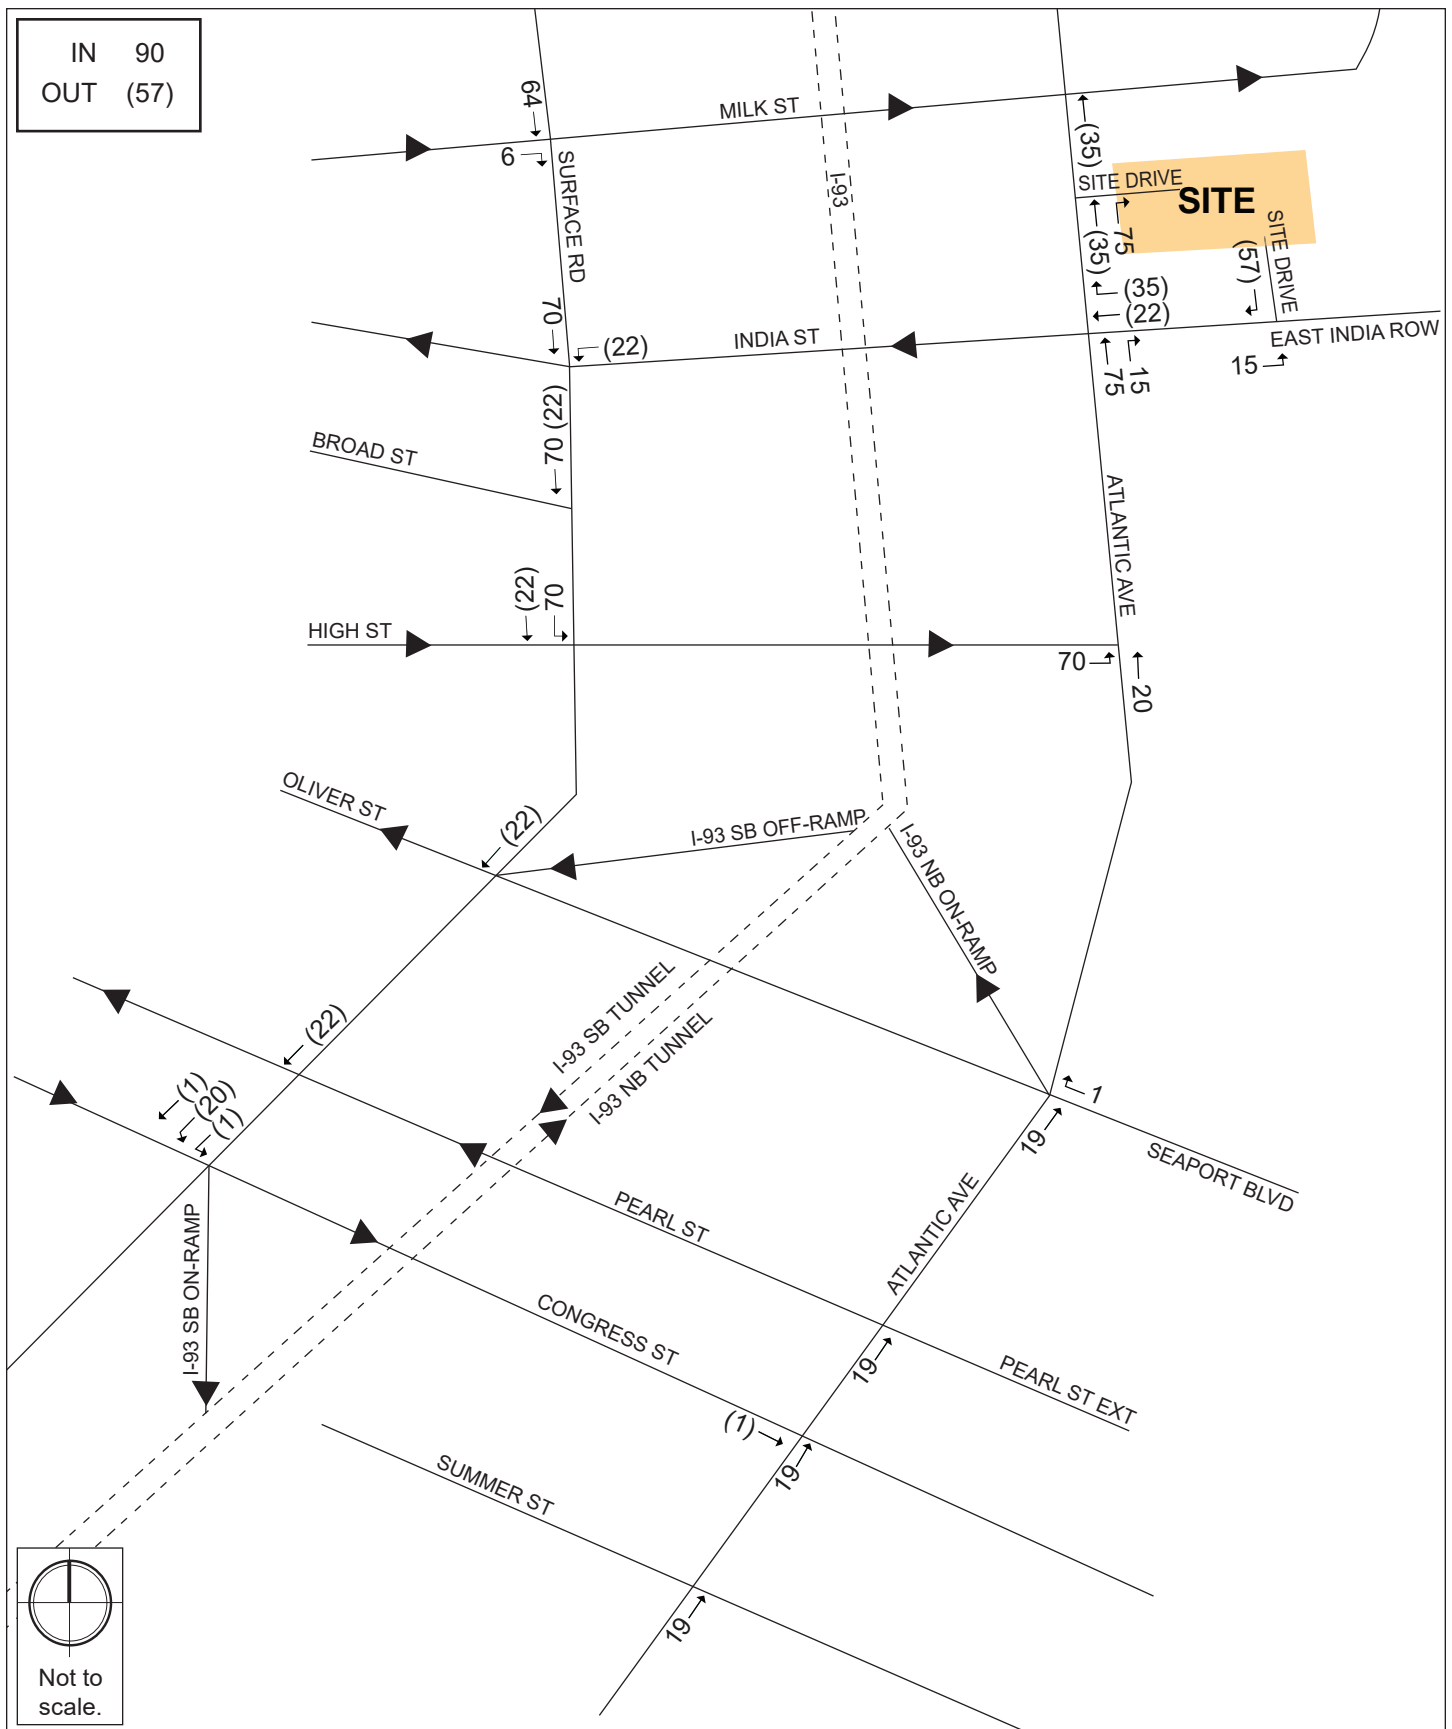 IN 90
OUT (57)
64
MILK ST
6
SURFACE RD
I-93
(35)
SITE DRIVE
SITE
75
(35)
(57)
SITE DRIVE
(35)
(22)
70
(22)
INDIA ST
EAST INDIA ROW
15
75
15
(22) 70
BROAD ST
ATLANTIC AVE
(22)
70
HIGH ST
70
20
OLIVER ST
(22)
I-93 SB OFF-RAMP
I-93 NB ON-RAMP
I-93 SB TUNNEL
I-93 NB TUNNEL
(22)
(1)
(20)
(1)
1
19
SEAPORT BLVD
I-93 SB ON-RAMP
PEARL ST
ATLANTIC AVE
CONGRESS ST
19
PEARL ST EXT
(1)
19
SUMMER ST
19
Not to
scale.